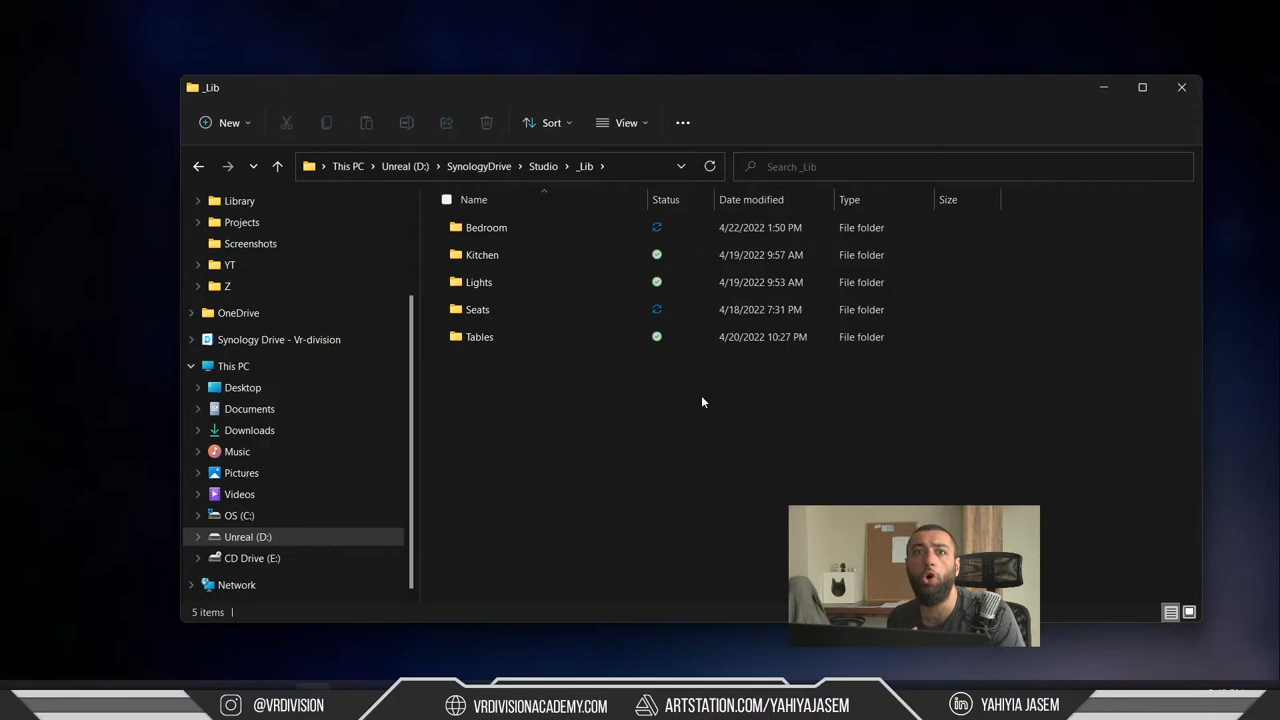 _Lib
New
Sort
View
This PC
Unreal (D:)
SynologyDrive
Studio
_Lib
Search _Lib
Name
Status
Date modified
Type
Size
Bedroom 4/22/2022 1:50 PM File folder
Kitchen 4/19/2022 9:57 AM File folder
Lights 4/19/2022 9:53 AM File folder
Seats 4/18/2022 7:31 PM File folder
Tables 4/20/2022 10:27 PM File folder
Library
Projects
Screenshots
YT
Z
OneDrive
Synology Drive - Vr-division
This PC
Desktop
Documents
Downloads
Music
Pictures
Videos
OS (C:)
Unreal (D:)
CD Drive (E:)
Network
5 items
@VRDIVISION
VRDIVISIONACADEMY.COM
ARTSTATION.COM/YAHIYAJASEM
YAHIYIA JASEM